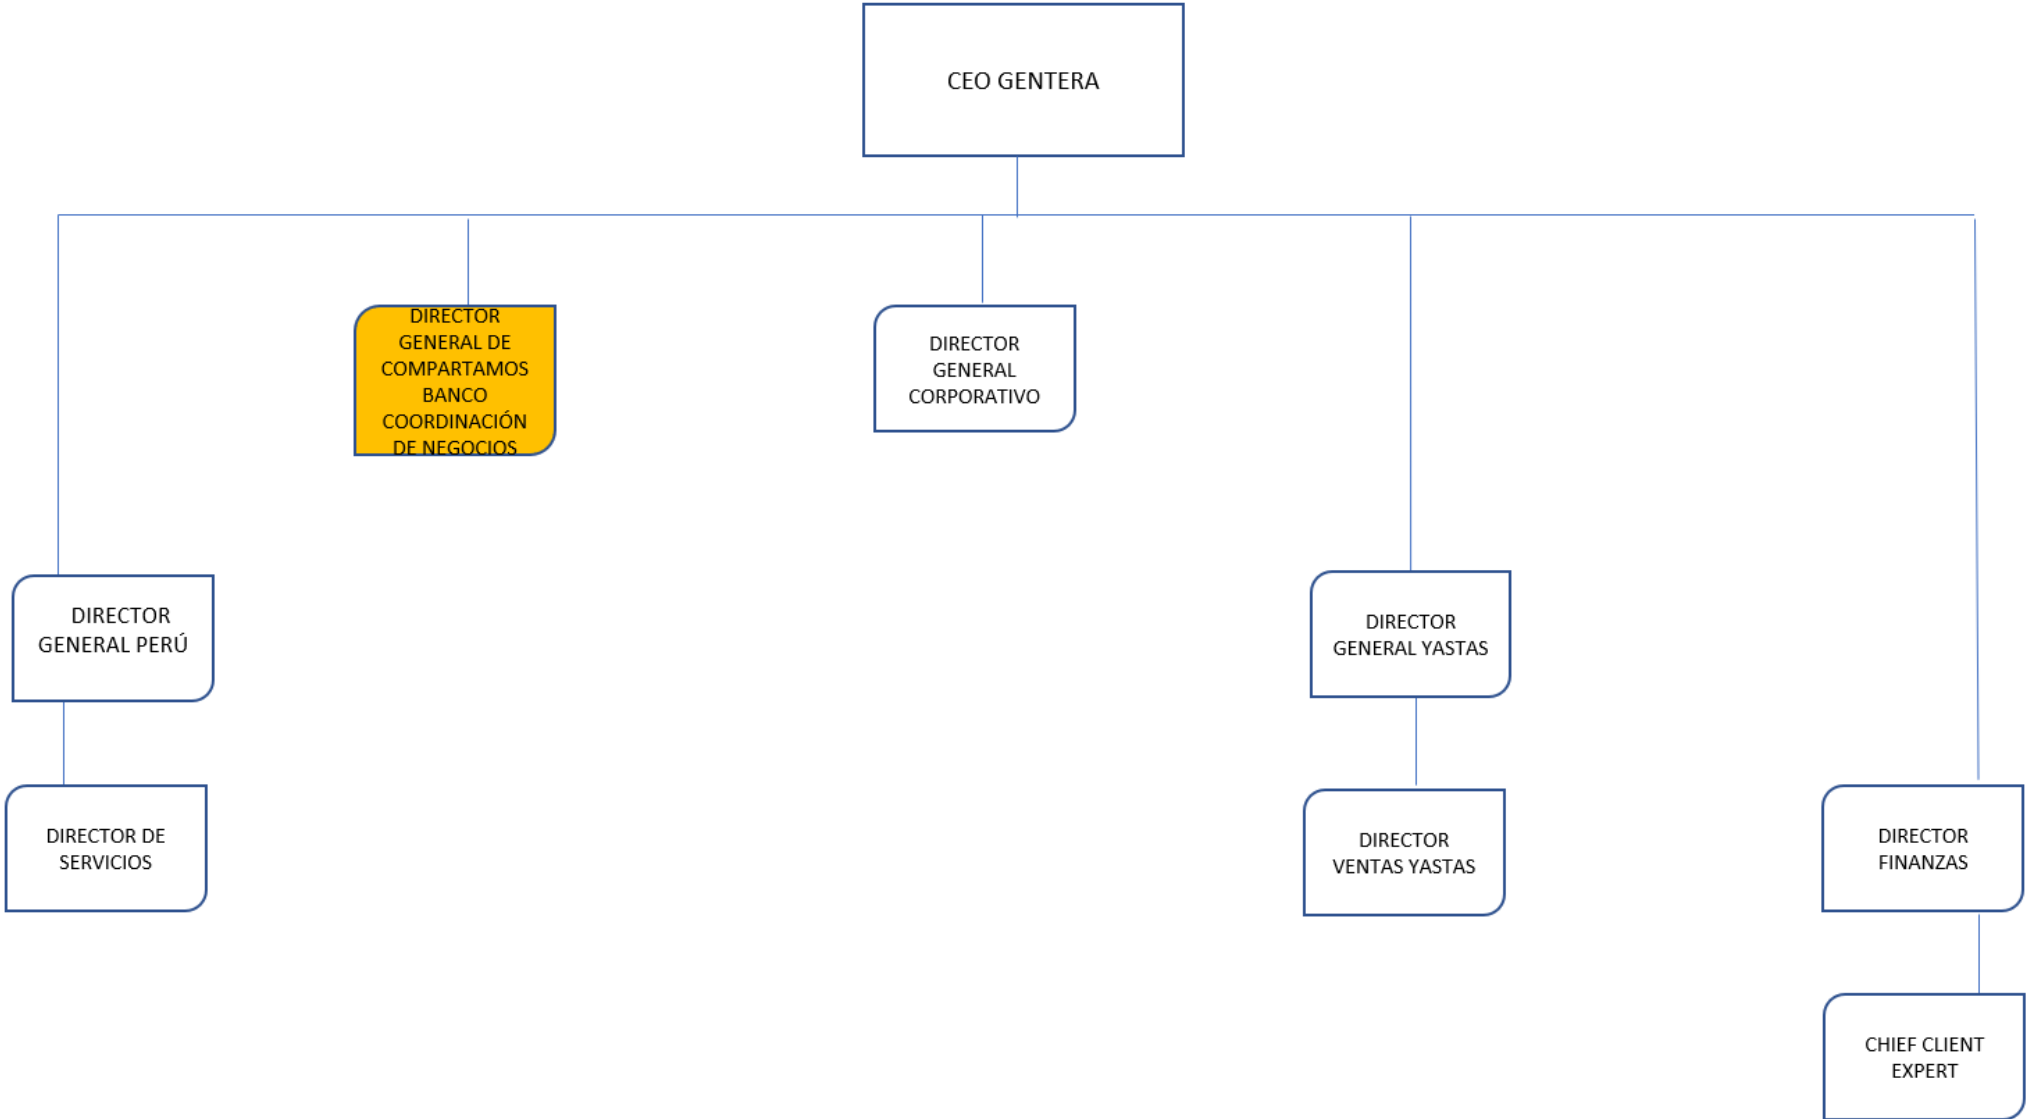 CEO GENTERA
DIRECTOR
GENERAL DE
COMPARTAMOS
BANCO
COORDINACIÓN
DE NEGOCIOS
DIRECTOR
GENERAL
CORPORATIVO
DIRECTOR
GENERAL PERÚ
DIRECTOR
GENERAL YASTAS
DIRECTOR DE
SERVICIOS
DIRECTOR
VENTAS YASTAS
DIRECTOR
FINANZAS
CHIEF CLIENT
EXPERT